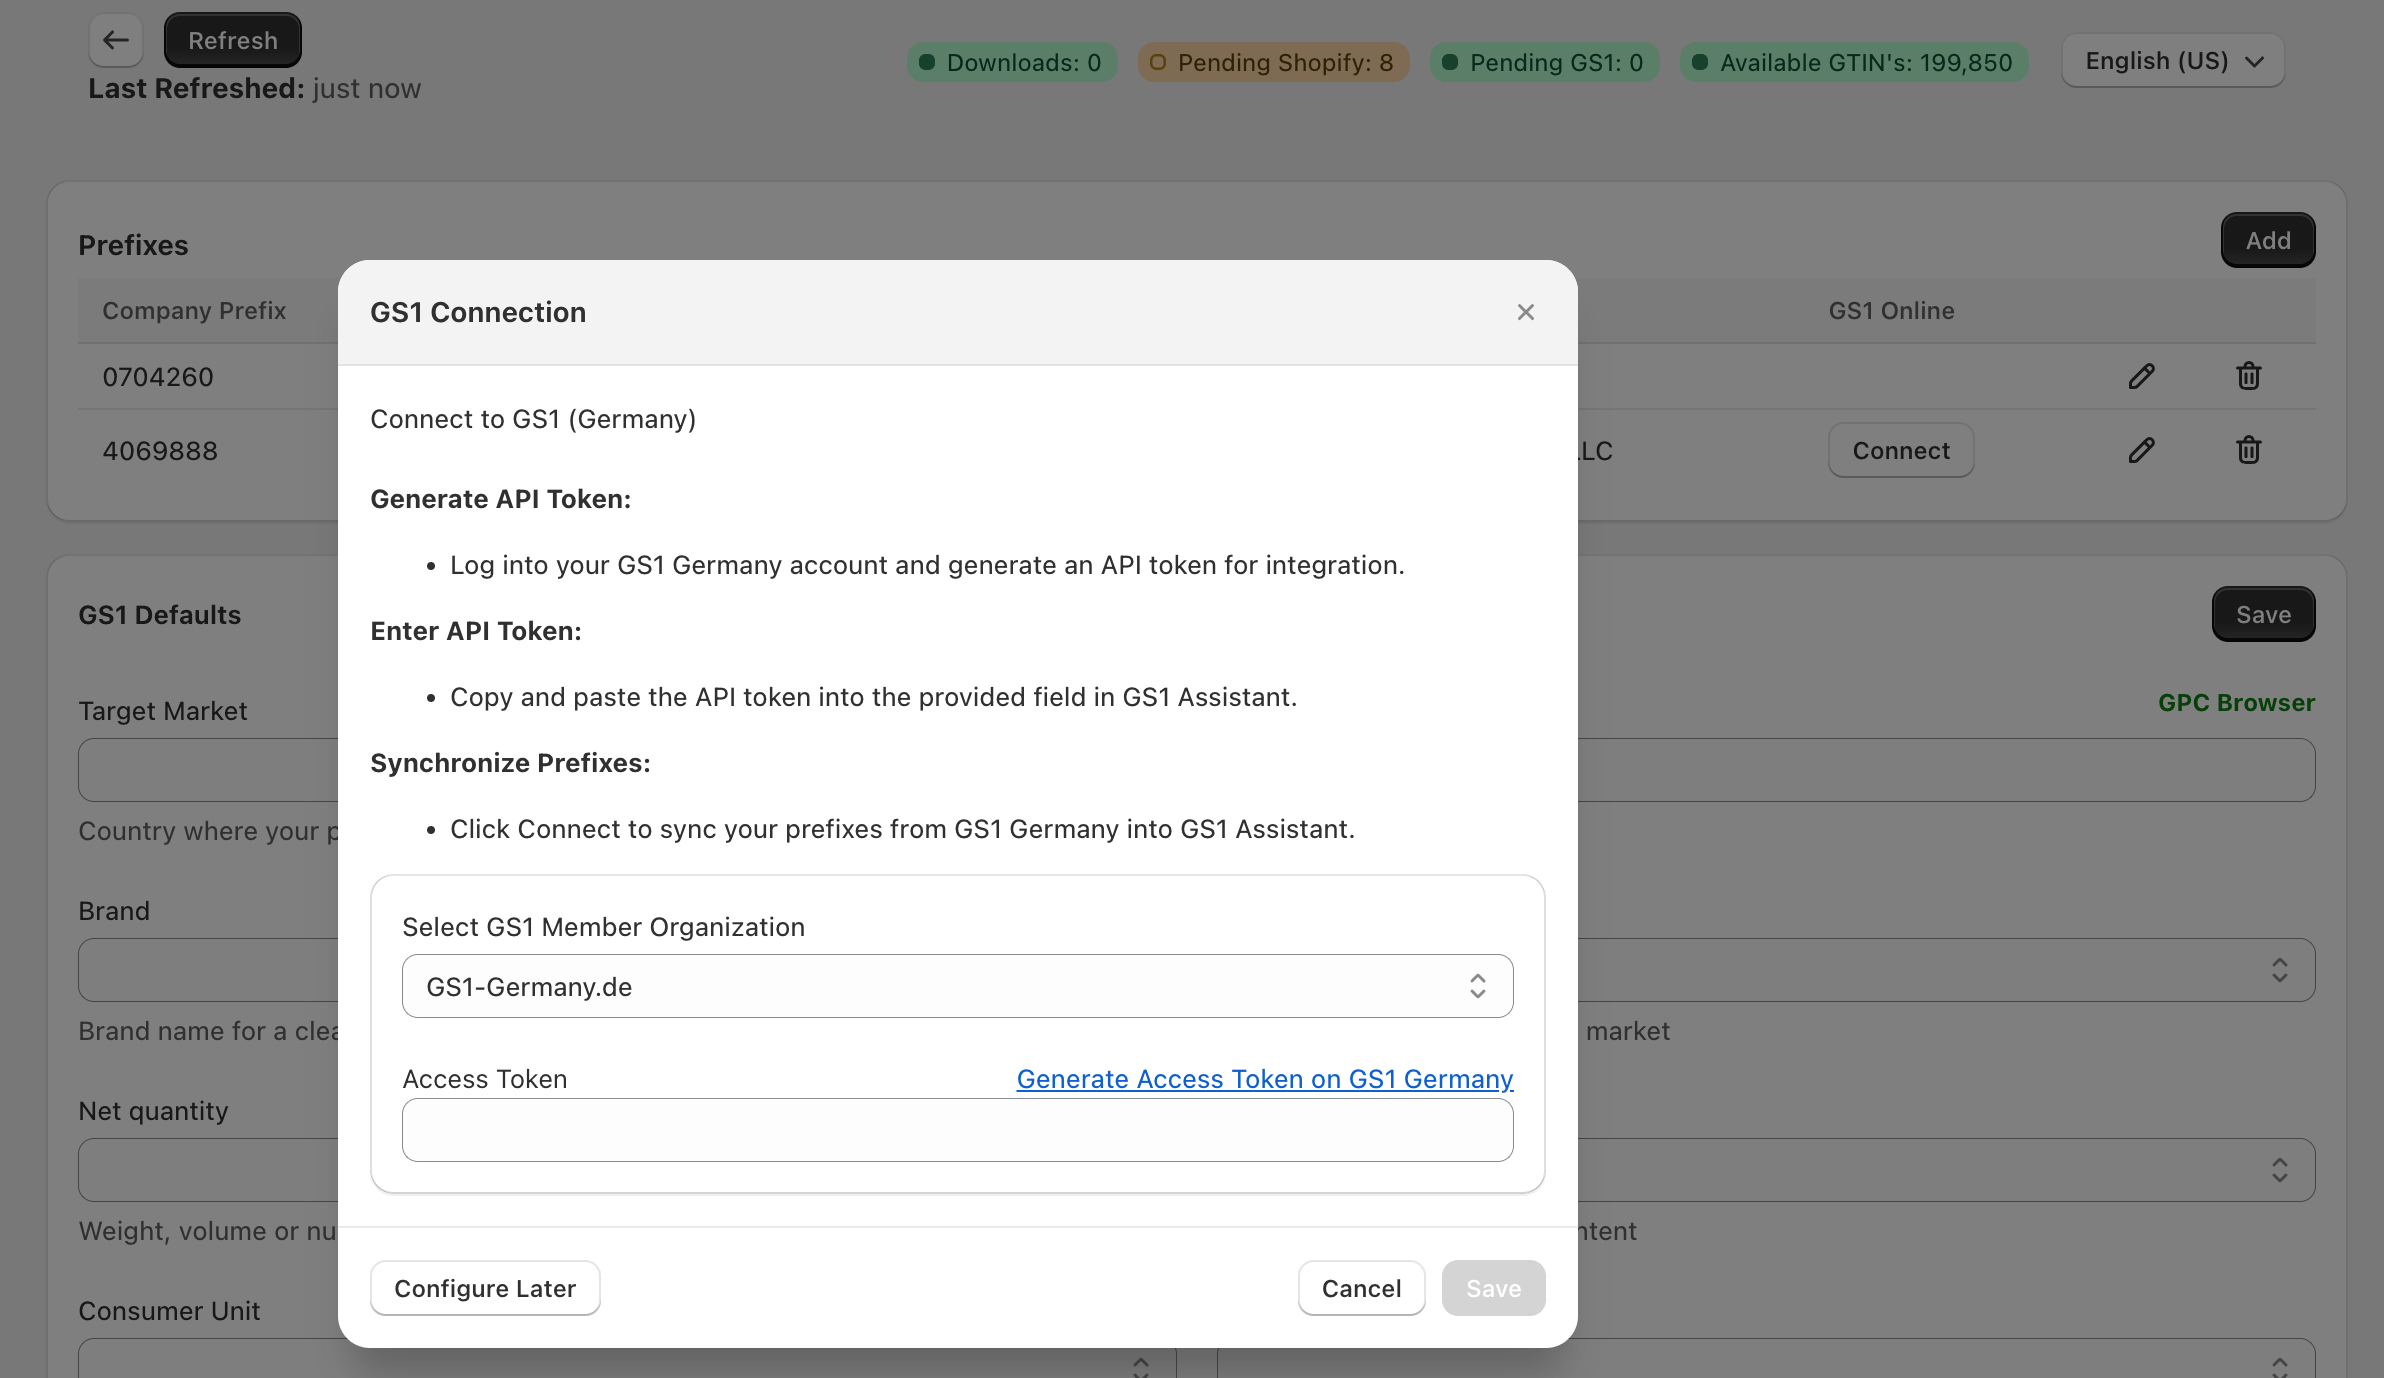 Refresh
Last Refreshed: just now
Downloads: 0
Pending Shopify: 8
Pending GS1: 0
Available GTIN's: 199,850
English (US)
Prefixes
Add
Company Prefix
GS1 Online
0704260
4069888
LLC
Connect
GS1 Connection
Connect to GS1 (Germany)
Generate API Token:
• Log into your GS1 Germany account and generate an API token for integration.
Enter API Token:
• Copy and paste the API token into the provided field in GS1 Assistant.
Synchronize Prefixes:
• Click Connect to sync your prefixes from GS1 Germany into GS1 Assistant.
Select GS1 Member Organization
GS1-Germany.de
Access Token
Generate Access Token on GS1 Germany
Configure Later
Cancel
Save
GS1 Defaults
Save
Target Market
GPC Browser
Country where your
Brand
Brand name for a
market
Net quantity
Weight, volume or
Consumer Unit